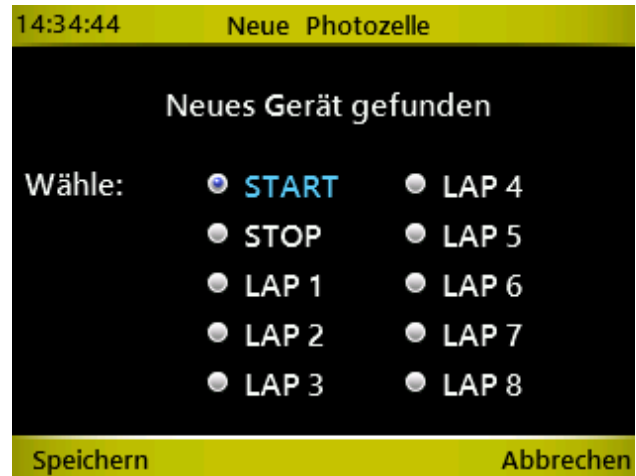 14:34:44 Neue Photozelle
Neues Gerät gefunden
Wähle: START LAP 4
STOP LAP 5
LAP 1 LAP 6
LAP 2 LAP 7
LAP 3 LAP 8
Speichern Abbrechen